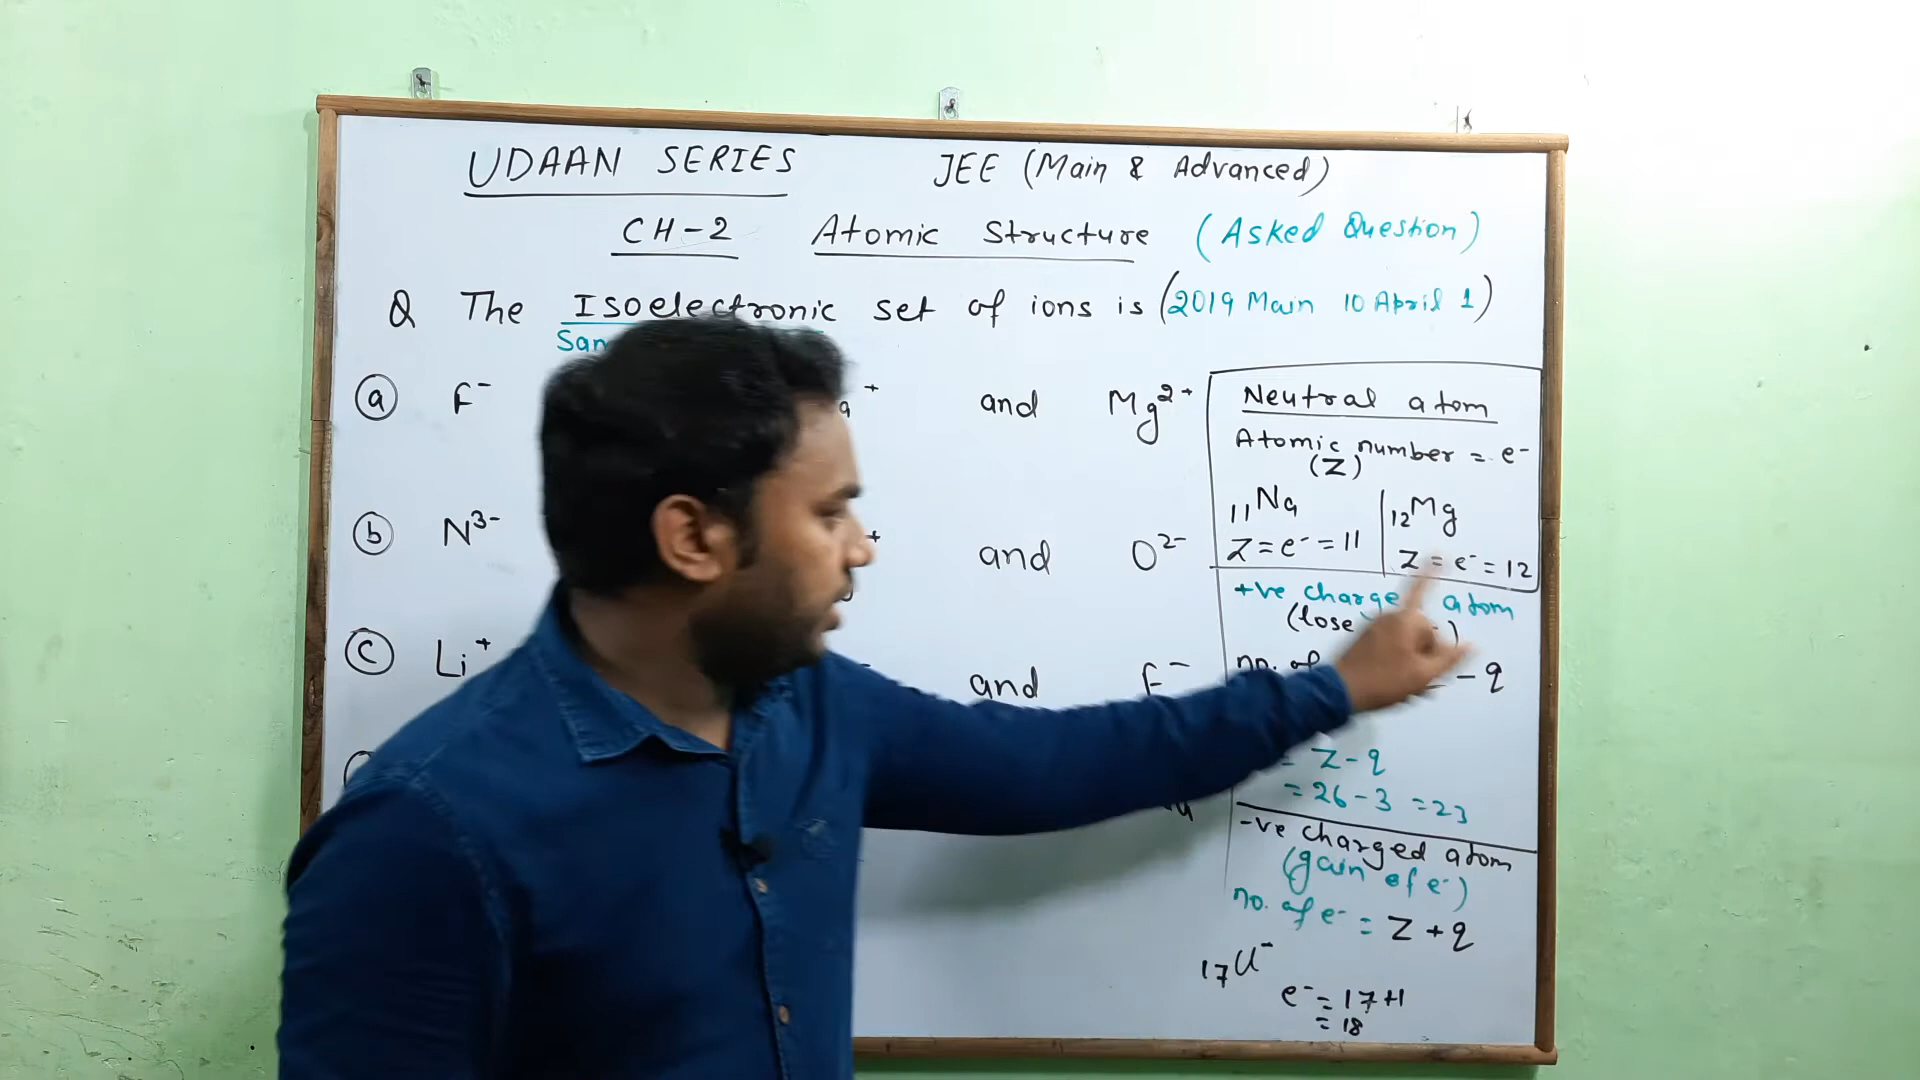 UDAAN SERIES JEE (Main & Advanced)
CH-2 Atomic Structure (Asked Question)
Q The Isoelectronic set of ions is (2019 Main 10 April 1)
ⓐ F⁻ ⁺ and Mg²⁺
ⓑ N³⁻ ⁺ and O²⁻
ⓒ Li⁺ and F⁻
Neutral atom
Atomic number = e⁻
(Z)
₁₁Na
Z = e⁻ = 11
₁₂Mg
Z = e⁻ = 12
+ve charged atom
(lose
no. of - q
= Z - q
= 26 - 3 = 23
-ve charged atom
(gain of e⁻)
no. of e⁻ = Z + q
₁₇Cl⁻
e⁻ = 17+1
= 18